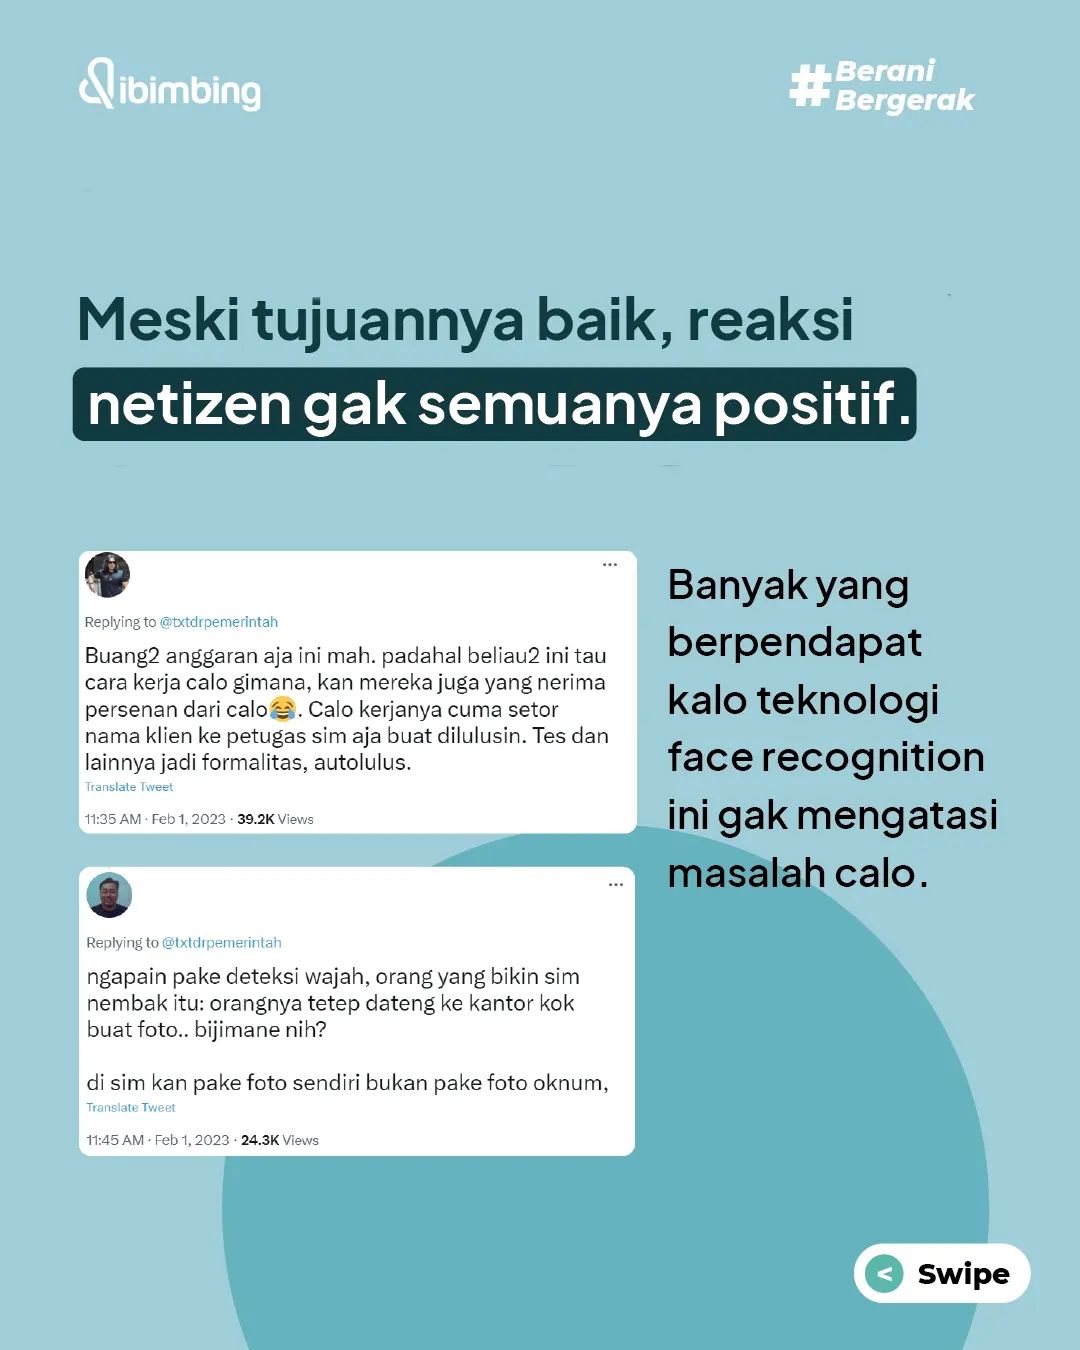 dibimbing
#Berani
Bergerak
Meski tujuannya baik, reaksi
netizen gak semuanya positif.
Replying to @txtdrpemerintah
Buang2 anggaran aja ini mah. padahal beliau2 ini tau
cara kerja calo gimana, kan mereka juga yang nerima
persenan dari calo😂. Calo kerjanya cuma setor
nama klien ke petugas sim aja buat dilulusin. Tes dan
lainnya jadi formalitas, autolulus.
Translate Tweet
11:35 AM · Feb 1, 2023 · 39.2K Views
Replying to @txtdrpemerintah
ngapain pake deteksi wajah, orang yang bikin sim
nembak itu: orangnya tetep dateng ke kantor kok
buat foto.. bijimane nih?
di sim kan pake foto sendiri bukan pake foto oknum,
Translate Tweet
11:45 AM · Feb 1, 2023 · 24.3K Views
Banyak yang
berpendapat
kalo teknologi
face recognition
ini gak mengatasi
masalah calo.
< Swipe